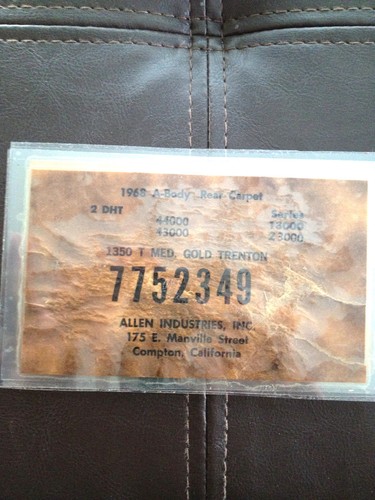 1968 A-Body Rear Carpet
2 DHT Series
44000 13000
43000 23000
1350 T MED. GOLD TRENTON
7752349
ALLEN INDUSTRIES, INC.
175 E. Manville Street
Compton, California